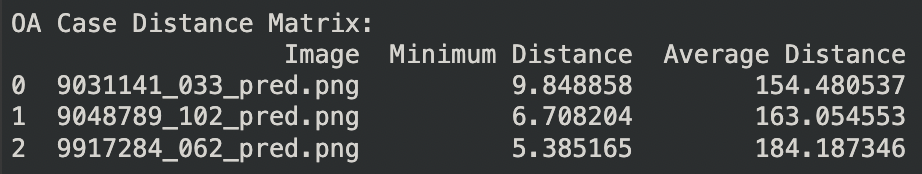 OA Case Distance Matrix:
Image Minimum Distance Average Distance
0 9031141_033_pred.png 9.848858 154.480537
1 9048789_102_pred.png 6.708204 163.054553
2 9917284_062_pred.png 5.385165 184.187346